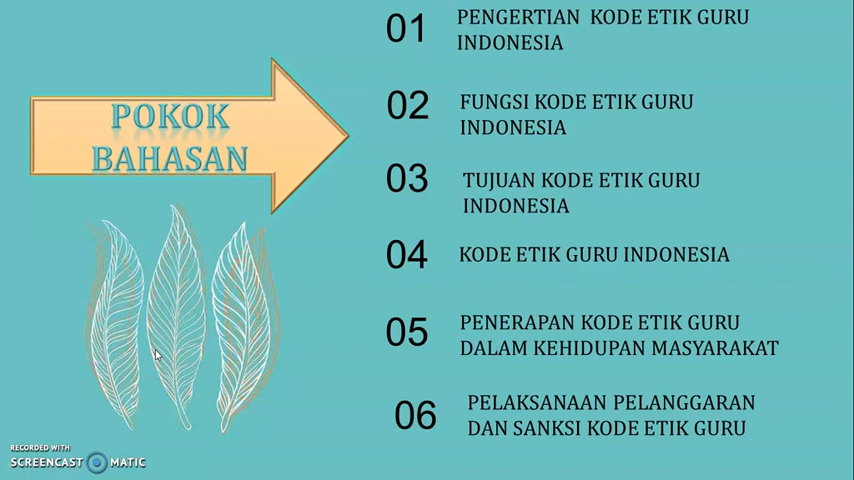 POKOK
BAHASAN
01
PENGERTIAN KODE ETIK GURU
INDONESIA
02
FUNGSI KODE ETIK GURU
INDONESIA
03
TUJUAN KODE ETIK GURU
INDONESIA
04
KODE ETIK GURU INDONESIA
05
PENERAPAN KODE ETIK GURU
DALAM KEHIDUPAN MASYARAKAT
06
PELAKSANAAN PELANGGARAN
DAN SANKSI KODE ETIK GURU
RECORDED WITH
SCREENCAST MATIC